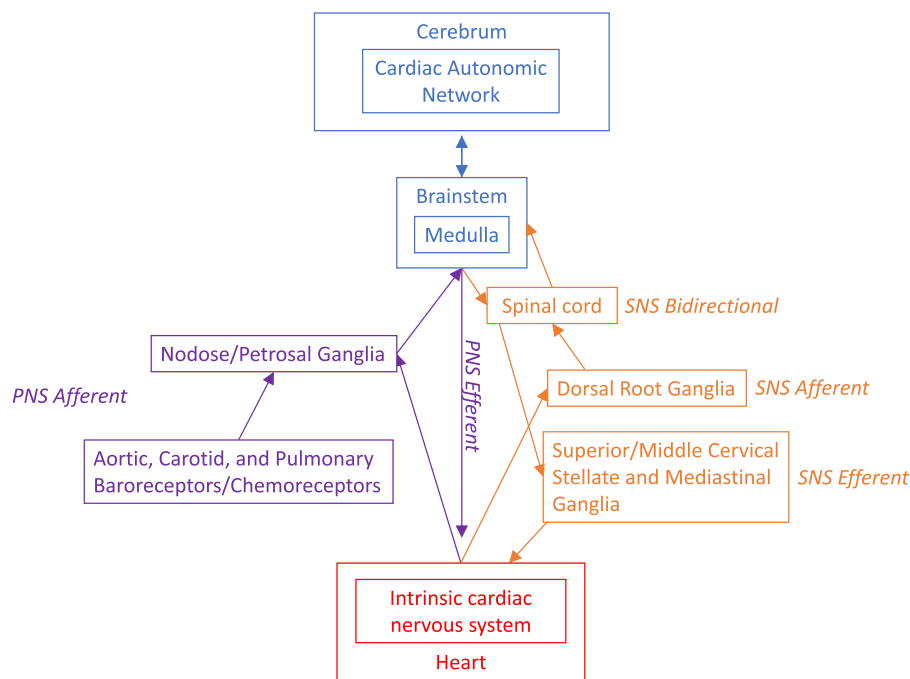 Cerebrum
Cardiac Autonomic
Network
Brainstem
Medulla
Spinal cord
SNS Bidirectional
Nodose/Petrosal Ganglia
PNS Efferent
PNS Afferent
Dorsal Root Ganglia
SNS Afferent
Aortic, Carotid, and Pulmonary
Baroreceptors/Chemoreceptors
Superior/Middle Cervical
Stellate and Mediastinal
Ganglia
SNS Efferent
Intrinsic cardiac
nervous system
Heart